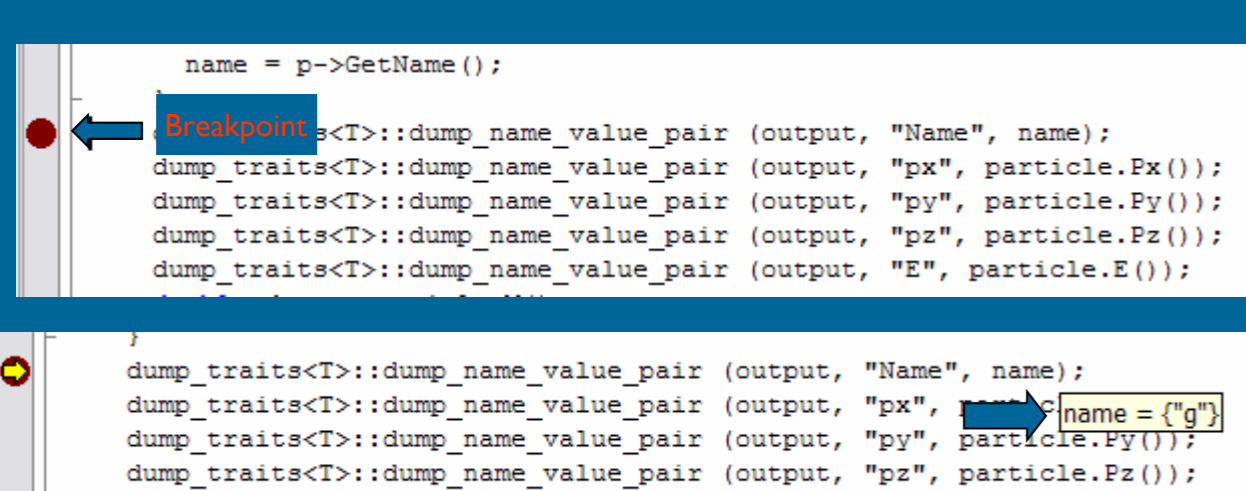 name = p->GetName();
Breakpoint
s<T>::dump_name_value_pair (output, "Name", name);
dump_traits<T>::dump_name_value_pair (output, "px", particle.Px());
dump_traits<T>::dump_name_value_pair (output, "py", particle.Py());
dump_traits<T>::dump_name_value_pair (output, "pz", particle.Pz());
dump_traits<T>::dump_name_value_pair (output, "E", particle.E());
}
dump_traits<T>::dump_name_value_pair (output, "Name", name);
dump_traits<T>::dump_name_value_pair (output, "px",
name = {"g"}
dump_traits<T>::dump_name_value_pair (output, "py", particle.Py());
dump_traits<T>::dump_name_value_pair (output, "pz", particle.Pz());